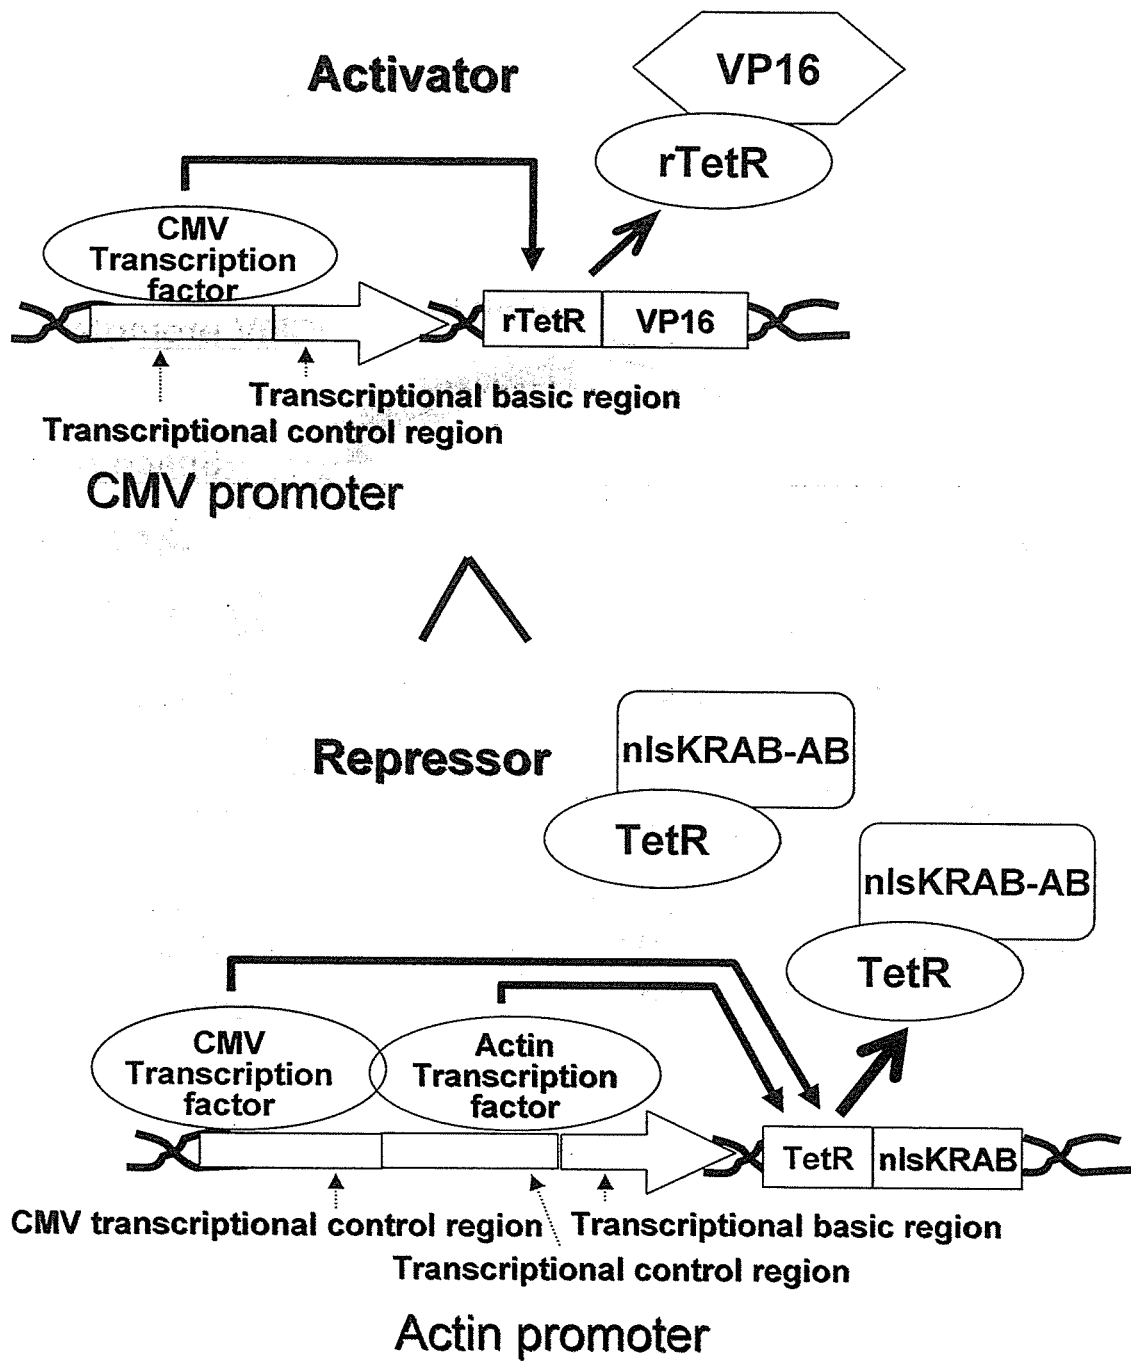 Activator
VP16
rTetR
CMV
Transcription
factor
rTetR VP16
Transcriptional basic region
Transcriptional control region
CMV promoter
Repressor
nlsKRAB-AB
TetR
nlsKRAB-AB
TetR
CMV
Transcription
factor
Actin
Transcription
factor
TetR nlsKRAB
CMV transcriptional control region
Transcriptional basic region
Transcriptional control region
Actin promoter